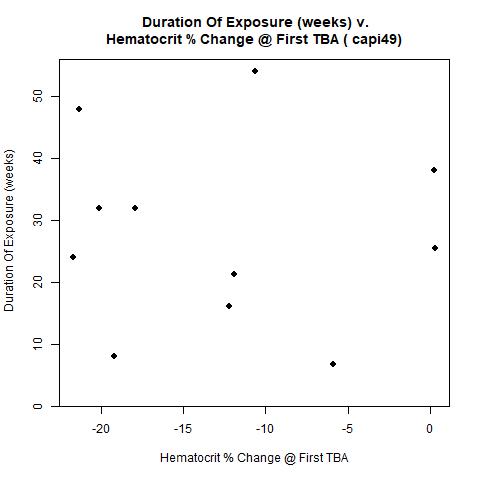 Duration Of Exposure (weeks) v.
Hematocrit % Change @ First TBA ( capi49)
Duration Of Exposure (weeks)
50
40
30
20
10
0
-20 -15 -10 -5 0
Hematocrit % Change @ First TBA